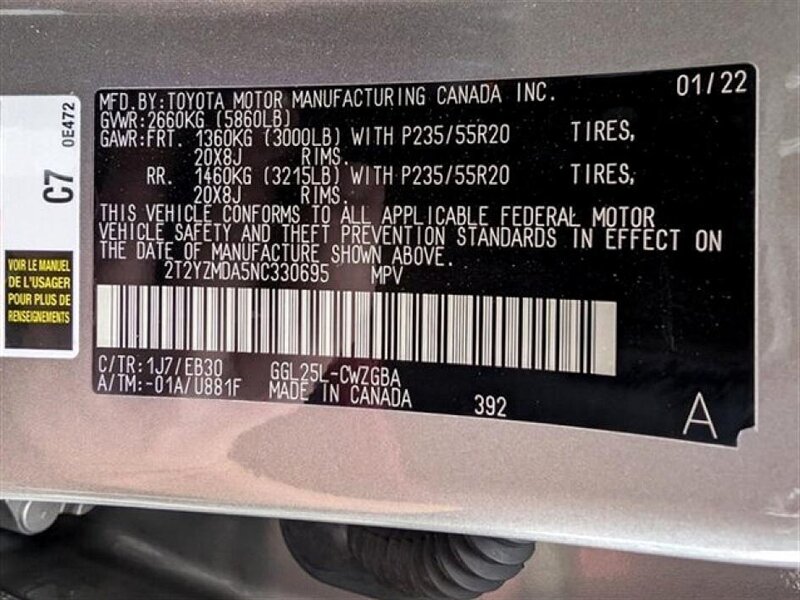 01/22
MFD.BY:TOYOTA MOTOR MANUFACTURING CANADA INC.
GVWR:2660KG (5860LB)
GAWR:FRT. 1360KG (3000LB) WITH P235/55R20 TIRES,
20X8J RIMS.
RR. 1460KG (3215LB) WITH P235/55R20 TIRES,
20X8J RIMS.
THIS VEHICLE CONFORMS TO ALL APPLICABLE FEDERAL MOTOR
VEHICLE SAFETY AND THEFT PREVENTION STANDARDS IN EFFECT ON
THE DATE OF MANUFACTURE SHOWN ABOVE.
2T2YZMDA5NC330695 MPV
C/TR:1J7/EB30 GGL25L-CWZGBA
A/TM:-01A/U881F MADE IN CANADA 392
A
C7 0E472
VOIR LE MANUEL
DE L'USAGER
POUR PLUS DE
RENSEIGNEMENTS